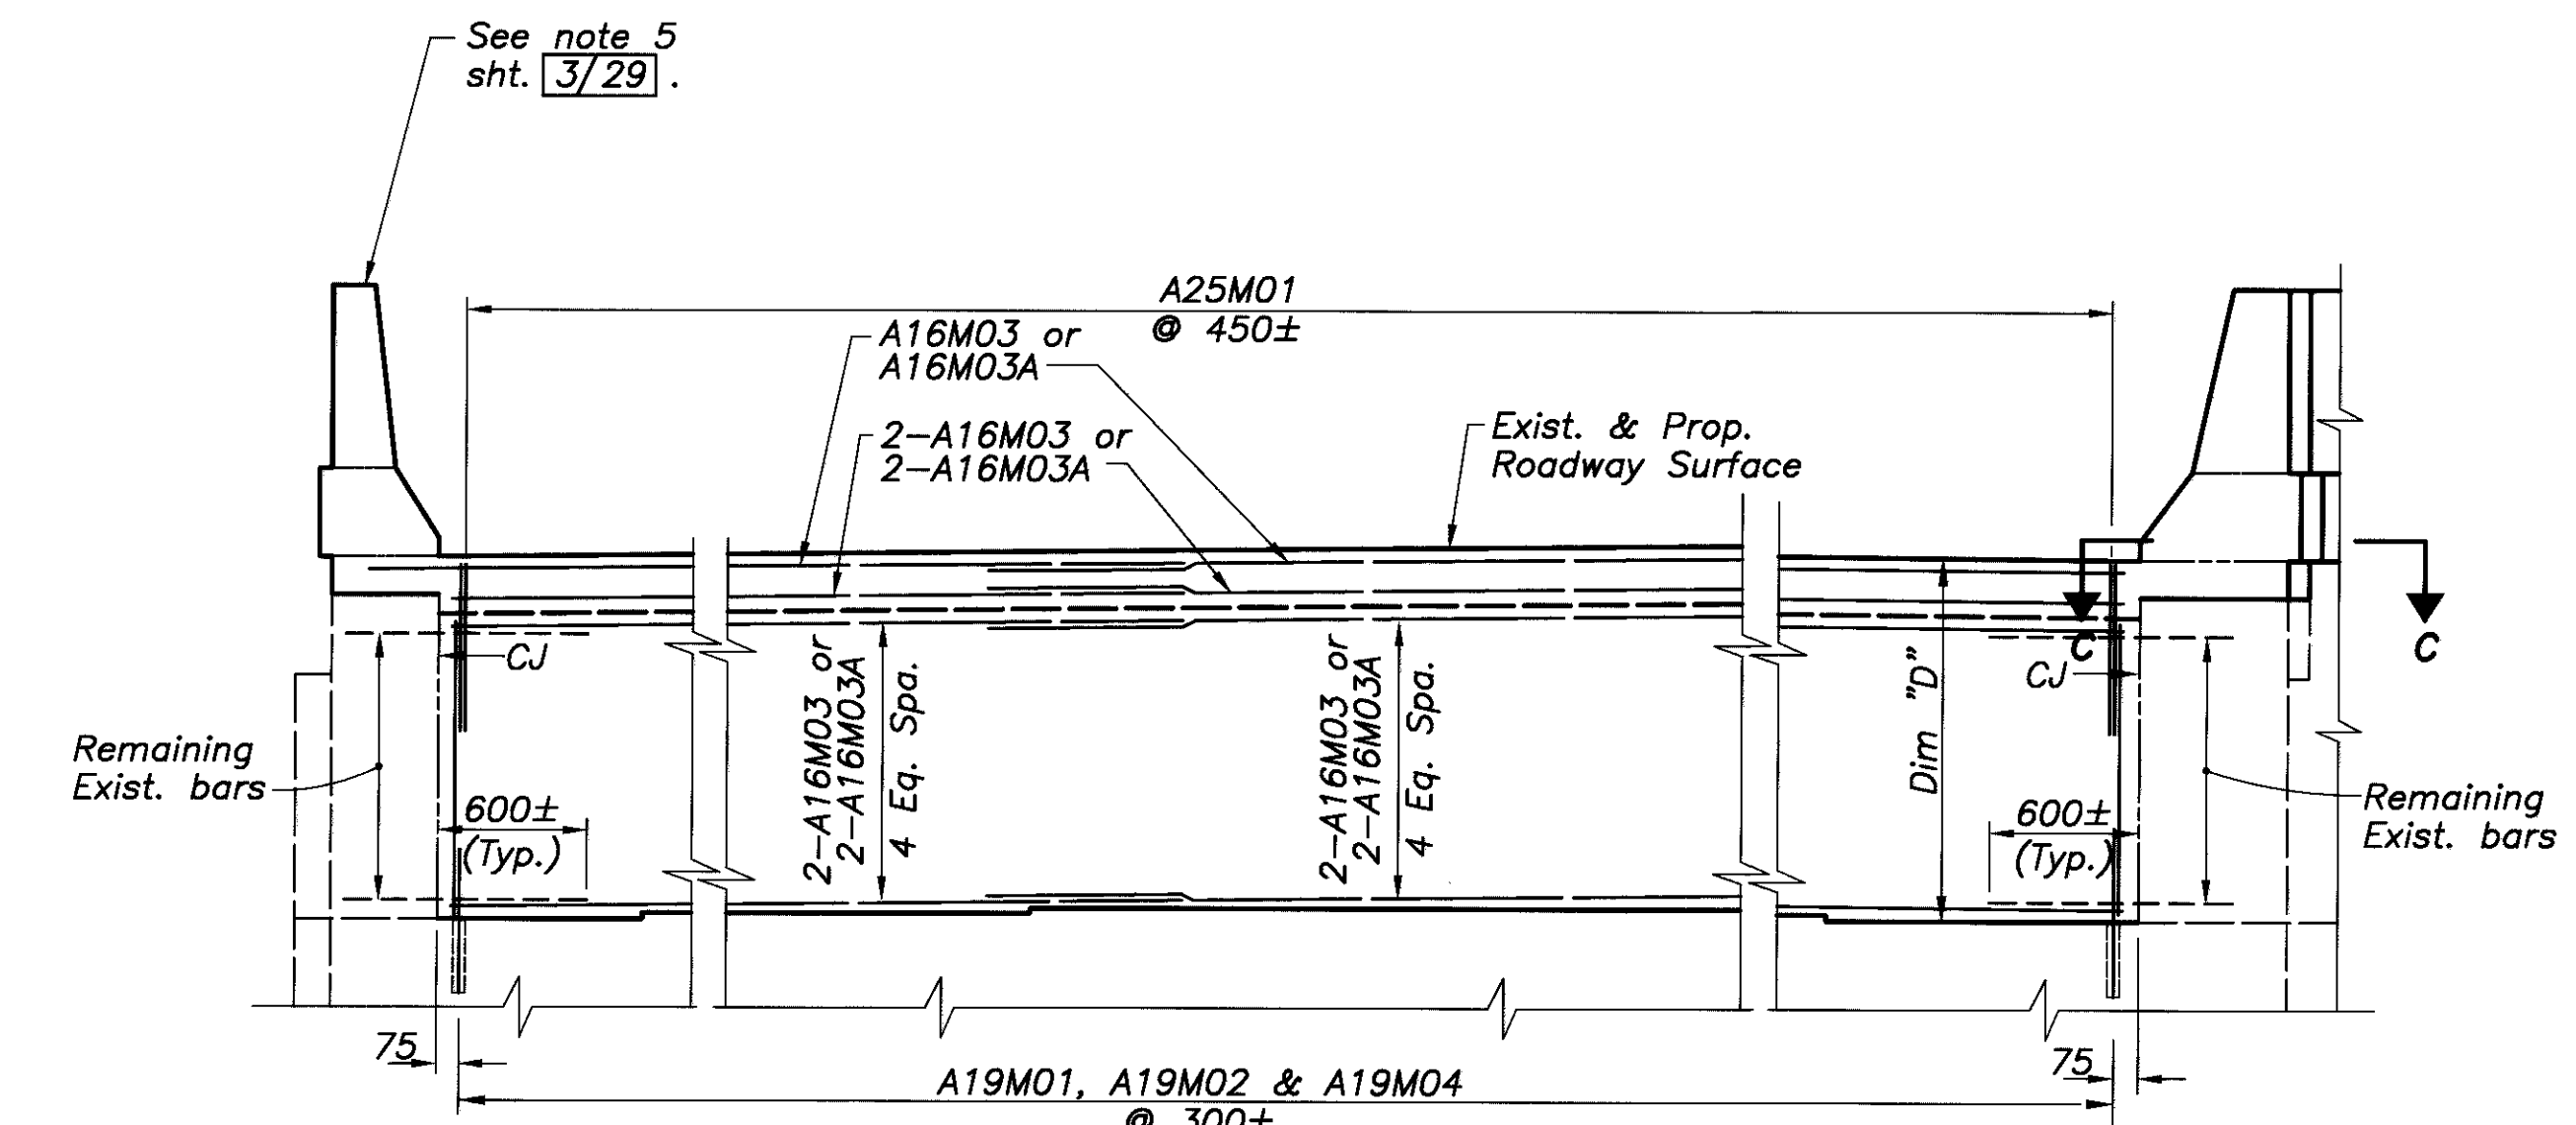 See note 5
sht. 3/29 .
A25M01
@ 450±
A16M03 or
A16M03A
2-A16M03 or
2-A16M03A
Exist. & Prop.
Roadway Surface
CJ
2-A16M03 or
2-A16M03A
4 Eq. Spa.
2-A16M03 or
2-A16M03A
4 Eq. Spa.
Dim "D"
C
C
CJ
Remaining
Exist. bars
600±
(Typ.)
600±
(Typ.)
Remaining
Exist. bars
75
75
A19M01, A19M02 & A19M04
@ 300±